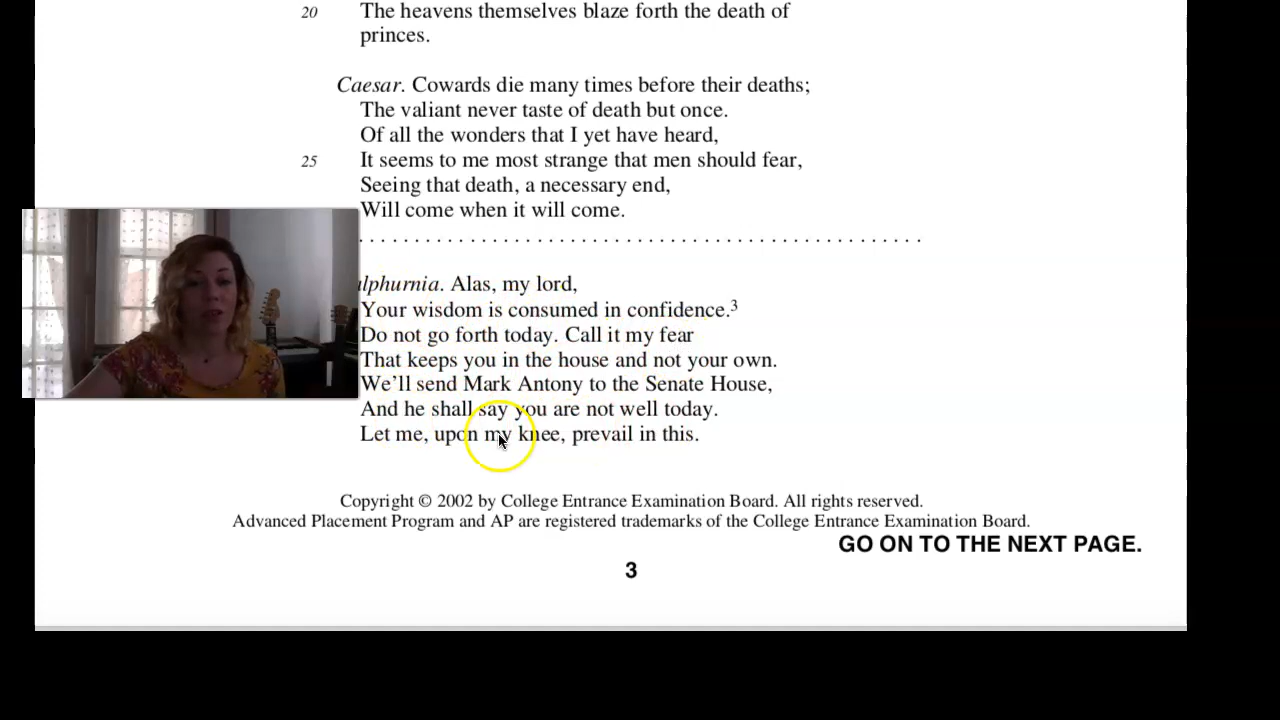 20 The heavens themselves blaze forth the death of
princes.
Caesar. Cowards die many times before their deaths;
The valiant never taste of death but once.
Of all the wonders that I yet have heard,
25 It seems to me most strange that men should fear,
Seeing that death, a necessary end,
Will come when it will come.
. . . . . . . . . . . . . . . . . . . . . . . . . . . . . . . . . . . . . . . . . . . . . . . . . . .
alphurnia. Alas, my lord,
Your wisdom is consumed in confidence.³
Do not go forth today. Call it my fear
That keeps you in the house and not your own.
We’ll send Mark Antony to the Senate House,
And he shall say you are not well today.
Let me, upon my knee, prevail in this.
Copyright © 2002 by College Entrance Examination Board. All rights reserved.
Advanced Placement Program and AP are registered trademarks of the College Entrance Examination Board.
GO ON TO THE NEXT PAGE.
3